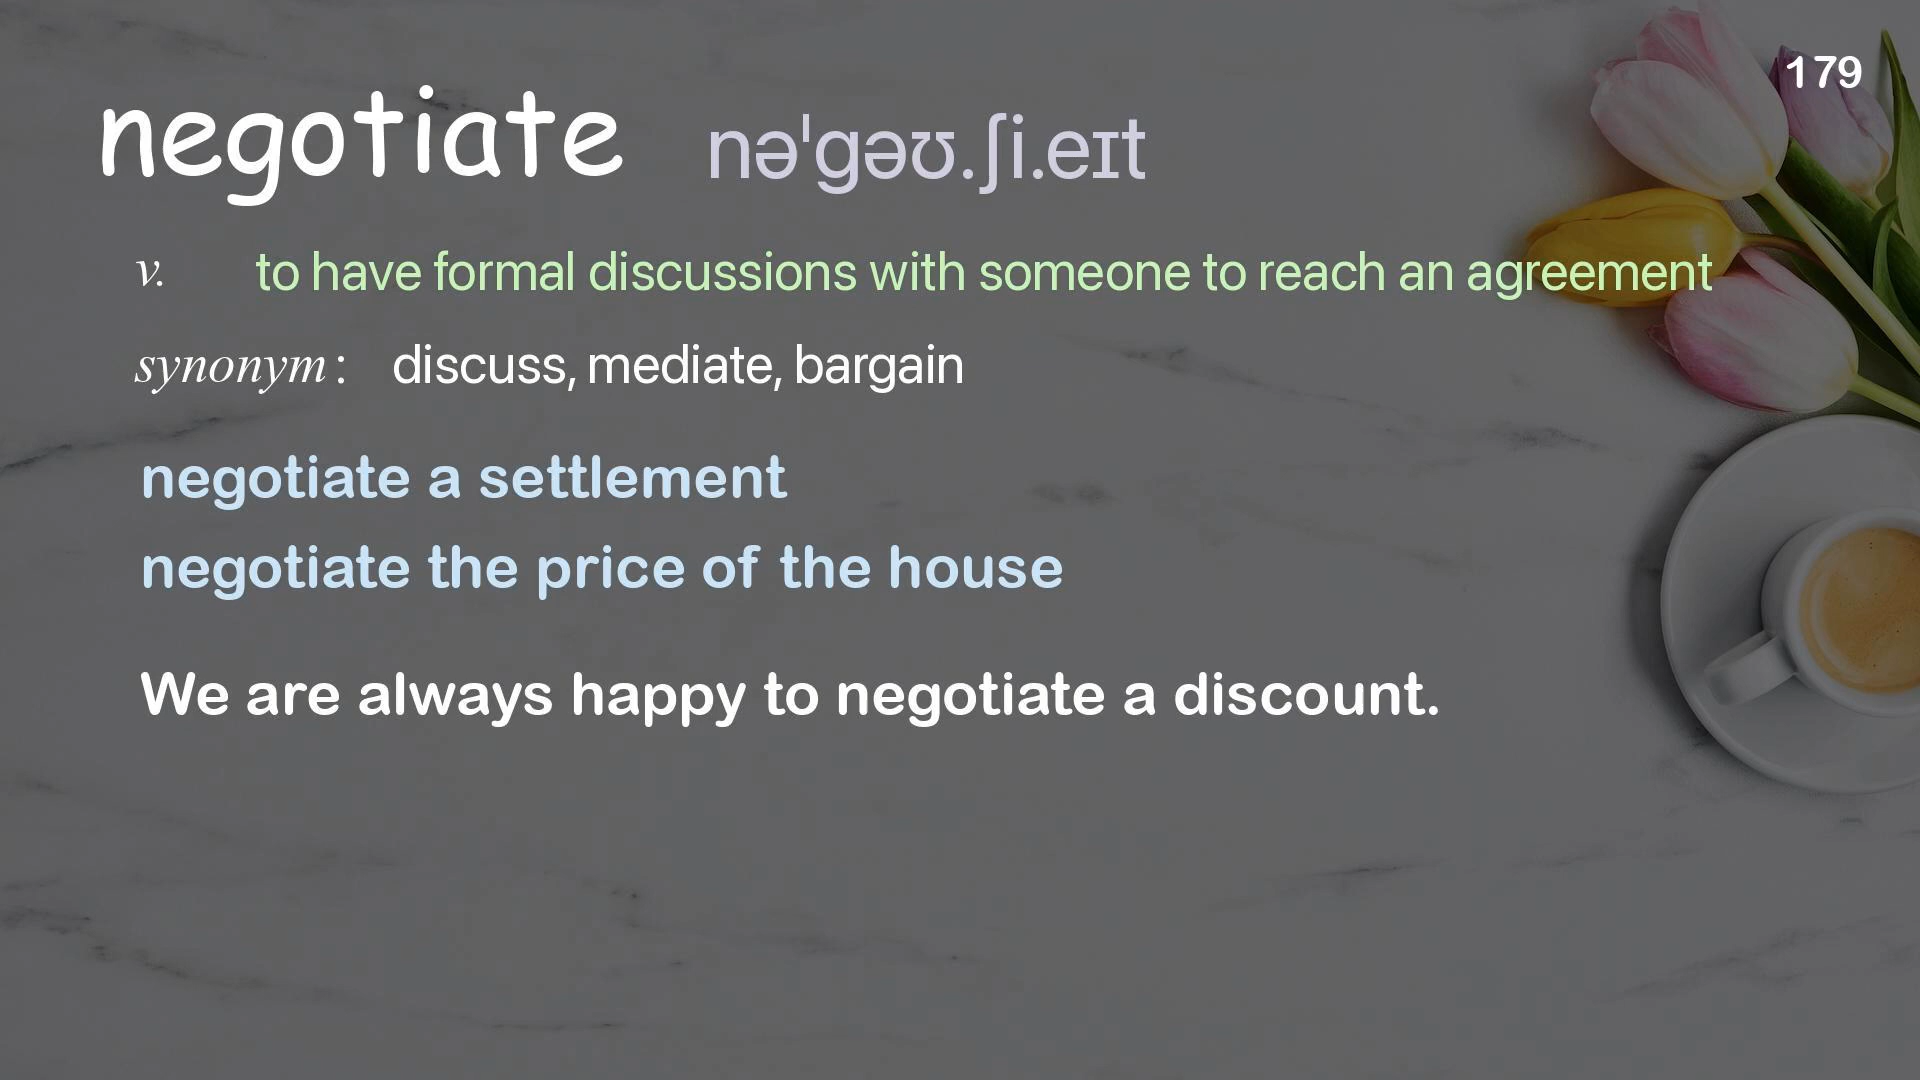 179
negotiate nəˈgəʊ.ʃi.eɪt
v. to have formal discussions with someone to reach an agreement
synonym: discuss, mediate, bargain
negotiate a settlement
negotiate the price of the house
We are always happy to negotiate a discount.